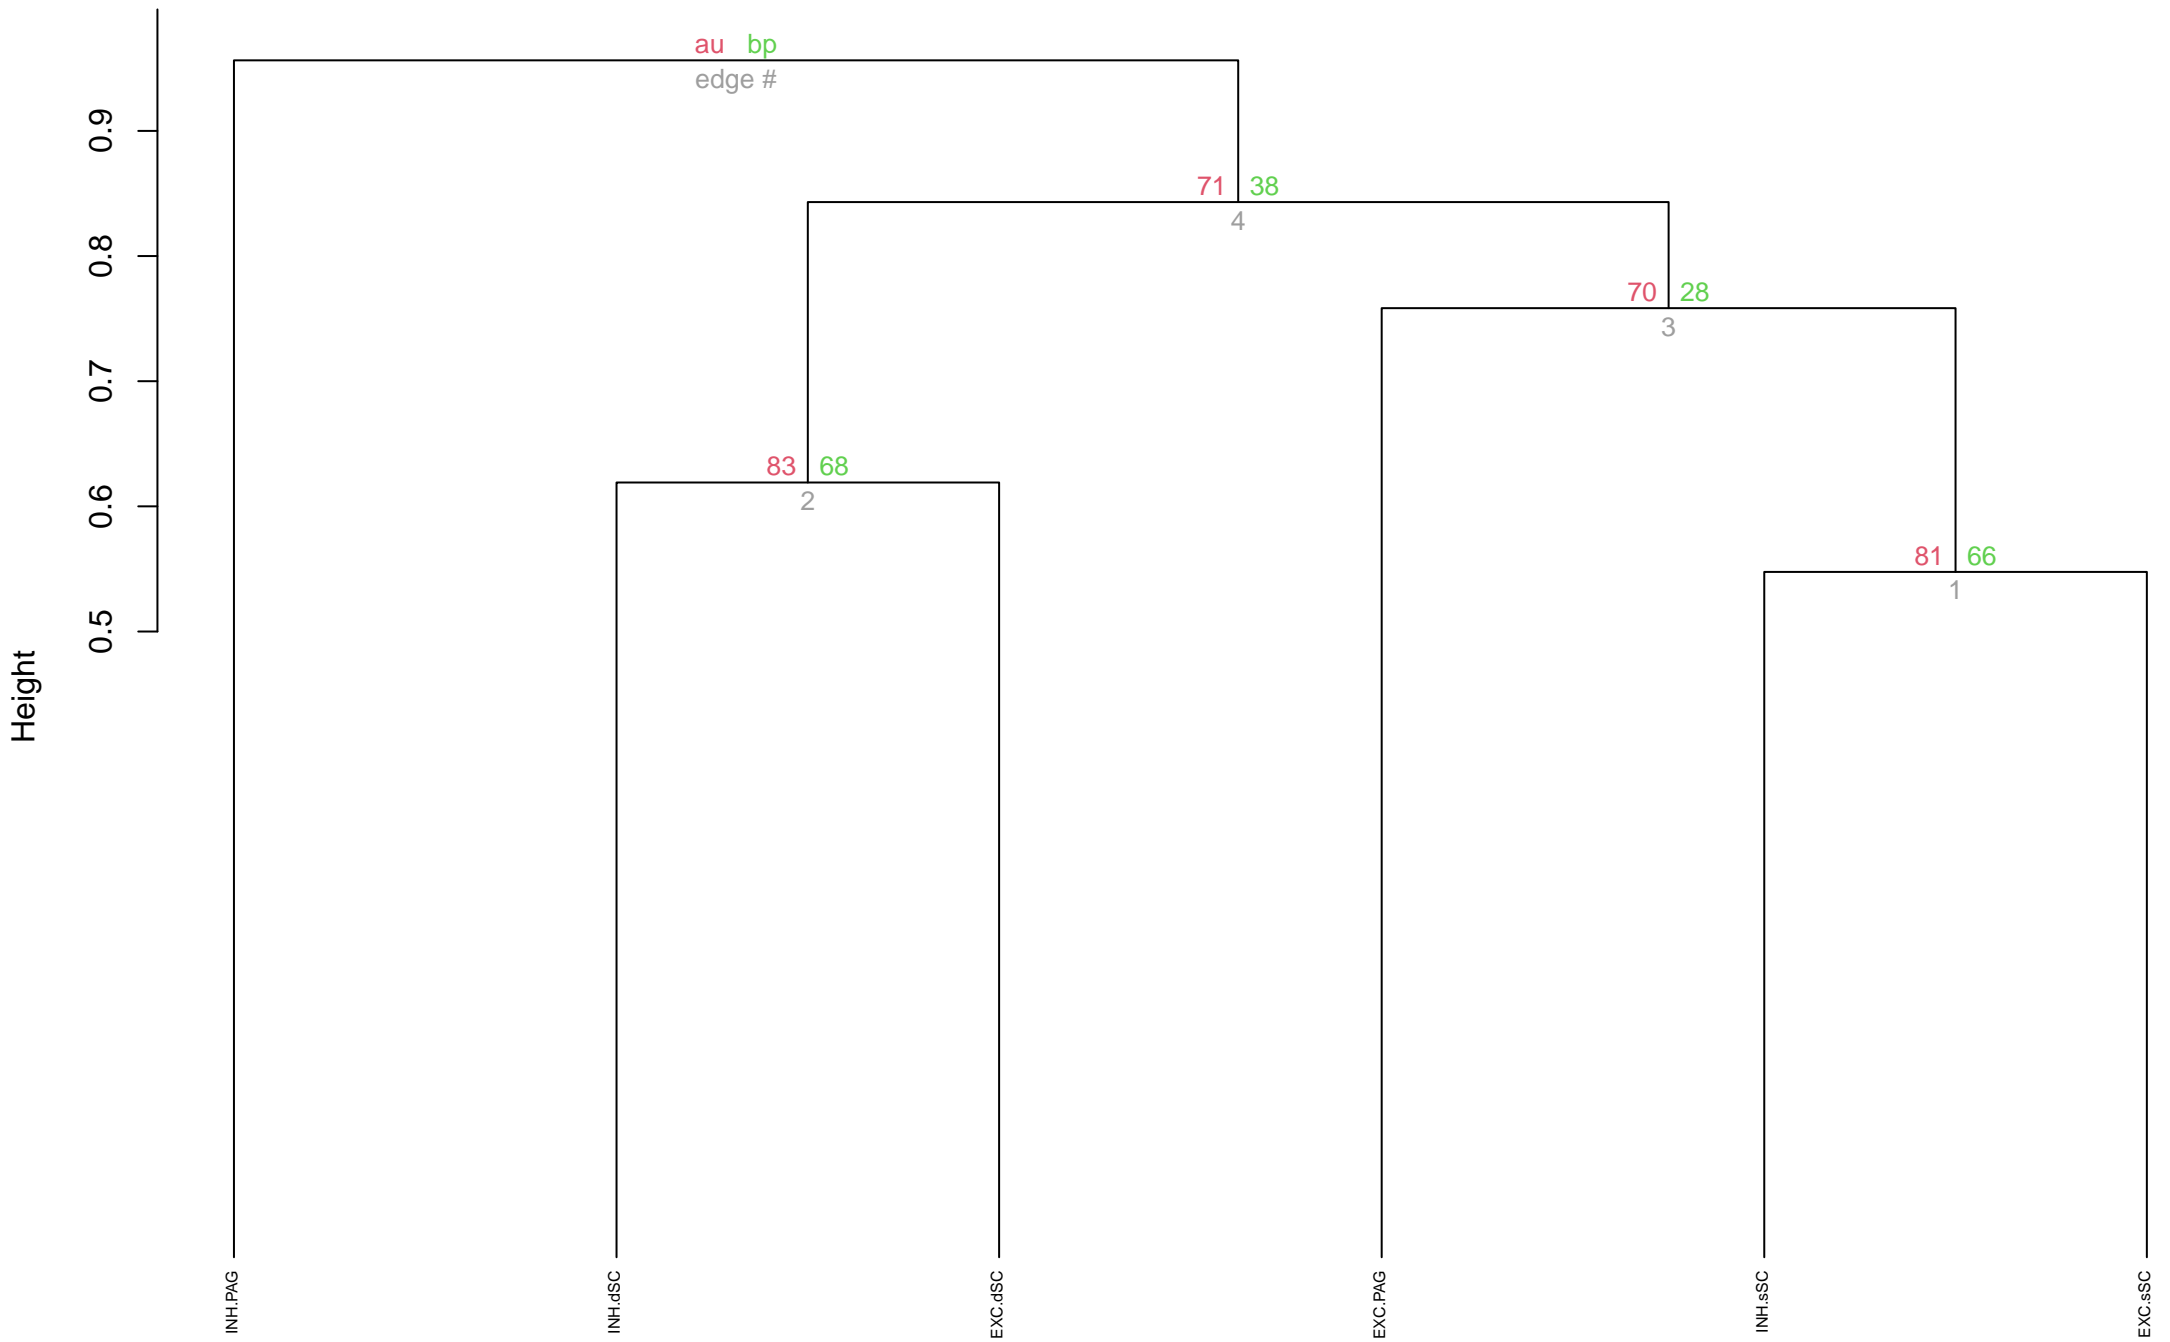 au bp
edge #
0.9
71 38
4
0.8
70 28
3
0.7
83 68
2
0.6
81 66
1
0.5
Height
INH.PAG
INH.dSC
EXC.dSC
EXC.PAG
INH.sSC
EXC.sSC